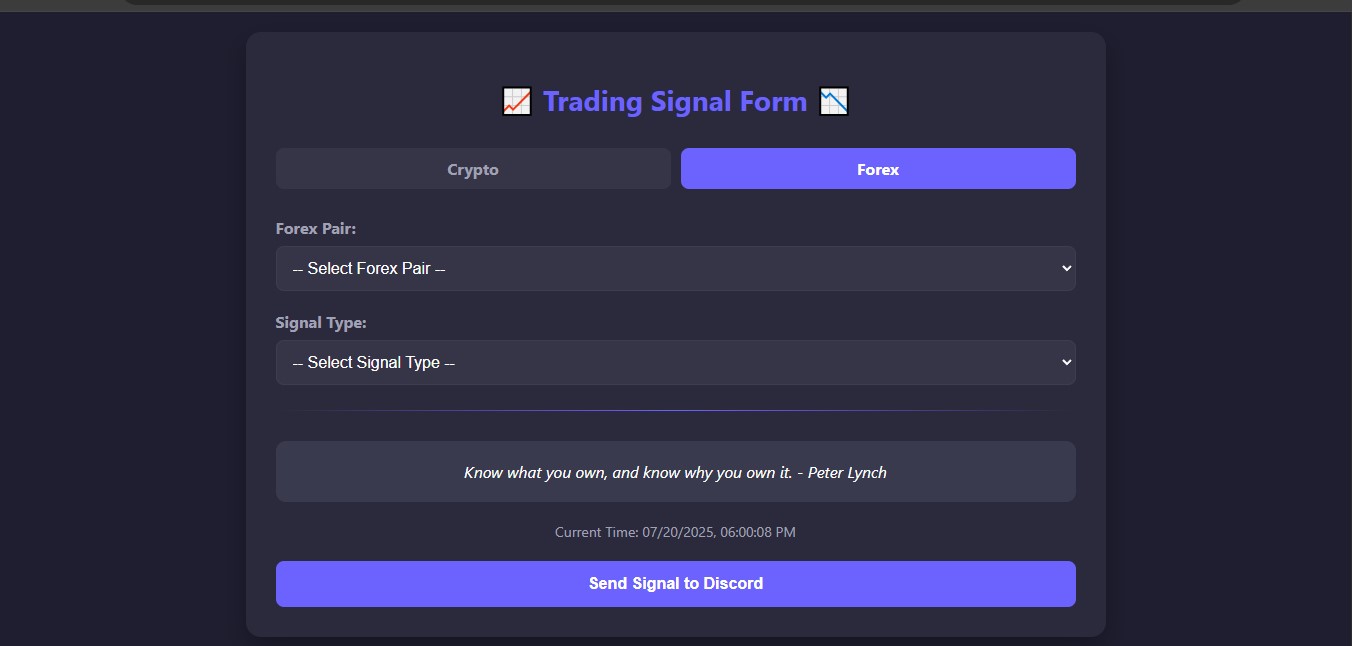 Trading Signal Form
Crypto
Forex
Forex Pair:
-- Select Forex Pair --
Signal Type:
-- Select Signal Type --
Know what you own, and know why you own it. - Peter Lynch
Current Time: 07/20/2025, 06:00:08 PM
Send Signal to Discord